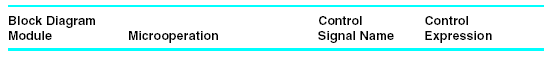 Block Diagram Control Control
Module Microoperation Signal Name Expression